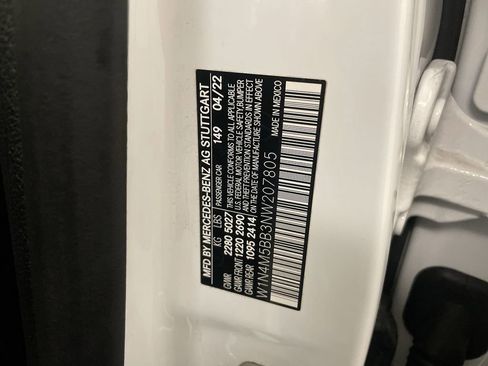 MFD BY MERCEDES-BENZ AG STUTTGART
PASSENGER CAR 149 04/22
KG LBS
GVWR 2280 5027
GAWR FRONT 1220 2690
GAWR REAR 1095 2414
THIS VEHICLE CONFORMS TO ALL APPLICABLE
U.S. FEDERAL MOTOR VEHICLE SAFETY, BUMPER
AND THEFT PREVENTION STANDARDS IN EFFECT
ON THE DATE OF MANUFACTURE SHOWN ABOVE
MADE IN MEXICO
W1N4M5BB3NW207805